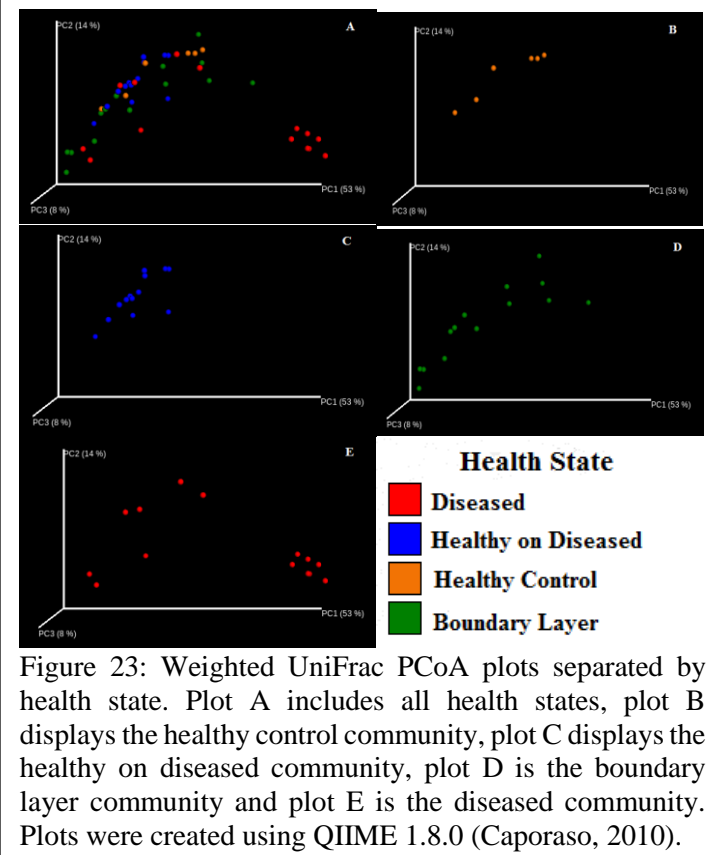 PC2 (14 %)
A
PC1 (53 %)
PC3 (8 %)
PC2 (14 %)
B
PC1 (53 %)
PC3 (8 %)
PC2 (14 %)
C
PC1 (53 %)
PC3 (8 %)
PC2 (14 %)
D
PC1 (53 %)
PC3 (8 %)
PC2 (14 %)
E
PC1 (53 %)
PC3 (8 %)
Health State
Diseased
Healthy on Diseased
Healthy Control
Boundary Layer
Figure 23: Weighted UniFrac PCoA plots separated by
health state. Plot A includes all health states, plot B
displays the healthy control community, plot C displays the
healthy on diseased community, plot D is the boundary
layer community and plot E is the diseased community.
Plots were created using QIIME 1.8.0 (Caporaso, 2010).